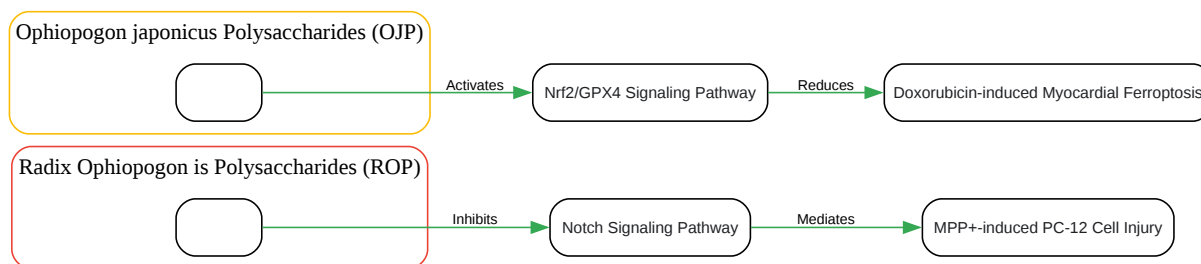 Ophiopogon japonicus Polysaccharides (OJP)
Activates
Nrf2/GPX4 Signaling Pathway
Reduces
Doxorubicin-induced Myocardial Ferroptosis
Radix Ophiopogon is Polysaccharides (ROP)
Inhibits
Notch Signaling Pathway
Mediates
MPP+-induced PC-12 Cell Injury